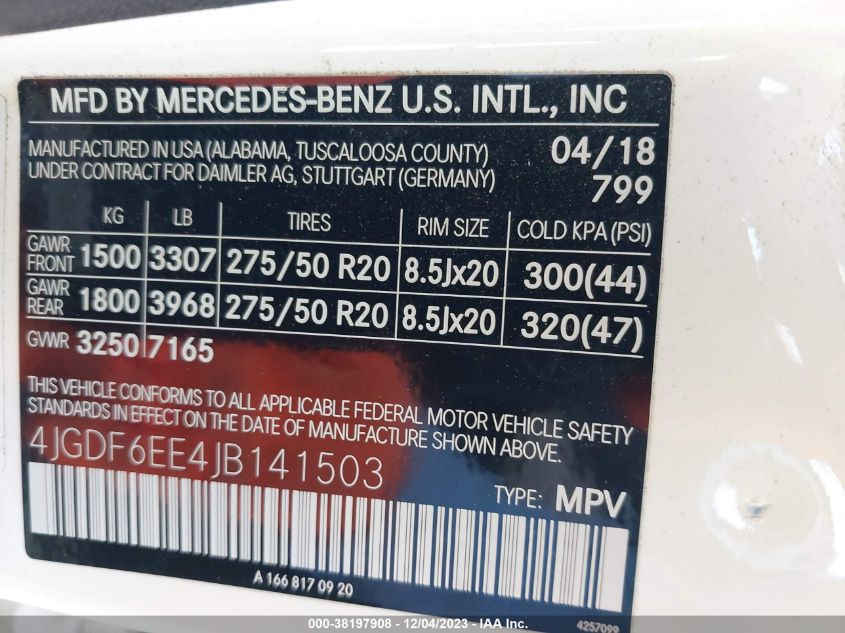 MFD BY MERCEDES-BENZ U.S. INTL., INC
MANUFACTURED IN USA (ALABAMA, TUSCALOOSA COUNTY) 04/18
UNDER CONTRACT FOR DAIMLER AG, STUTTGART (GERMANY) 799
KG LB TIRES RIM SIZE COLD KPA (PSI)
GAWR FRONT 1500 3307 275/50 R20 8.5Jx20 300(44)
GAWR REAR 1800 3968 275/50 R20 8.5Jx20 320(47)
GVWR 3250 7165
THIS VEHICLE CONFORMS TO ALL APPLICABLE FEDERAL MOTOR VEHICLE SAFETY
STANDARDS IN EFFECT ON THE DATE OF MANUFACTURE SHOWN ABOVE.
4JGDF6EE4JB141503
TYPE: MPV
A 166 817 09 20
4257099
000-38197908 - 12/04/2023 - IAA Inc.